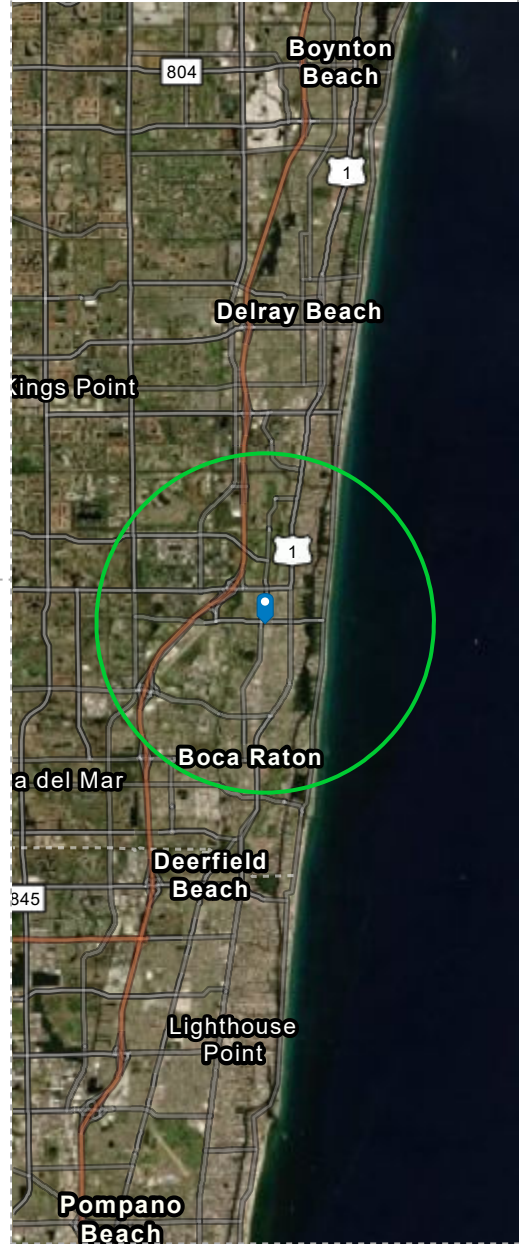 Boynton
Beach
804
1
Delray Beach
Kings Point
1
Boca Raton
a del Mar
Deerfield
Beach
845
Lighthouse
Point
Pompano
Beach